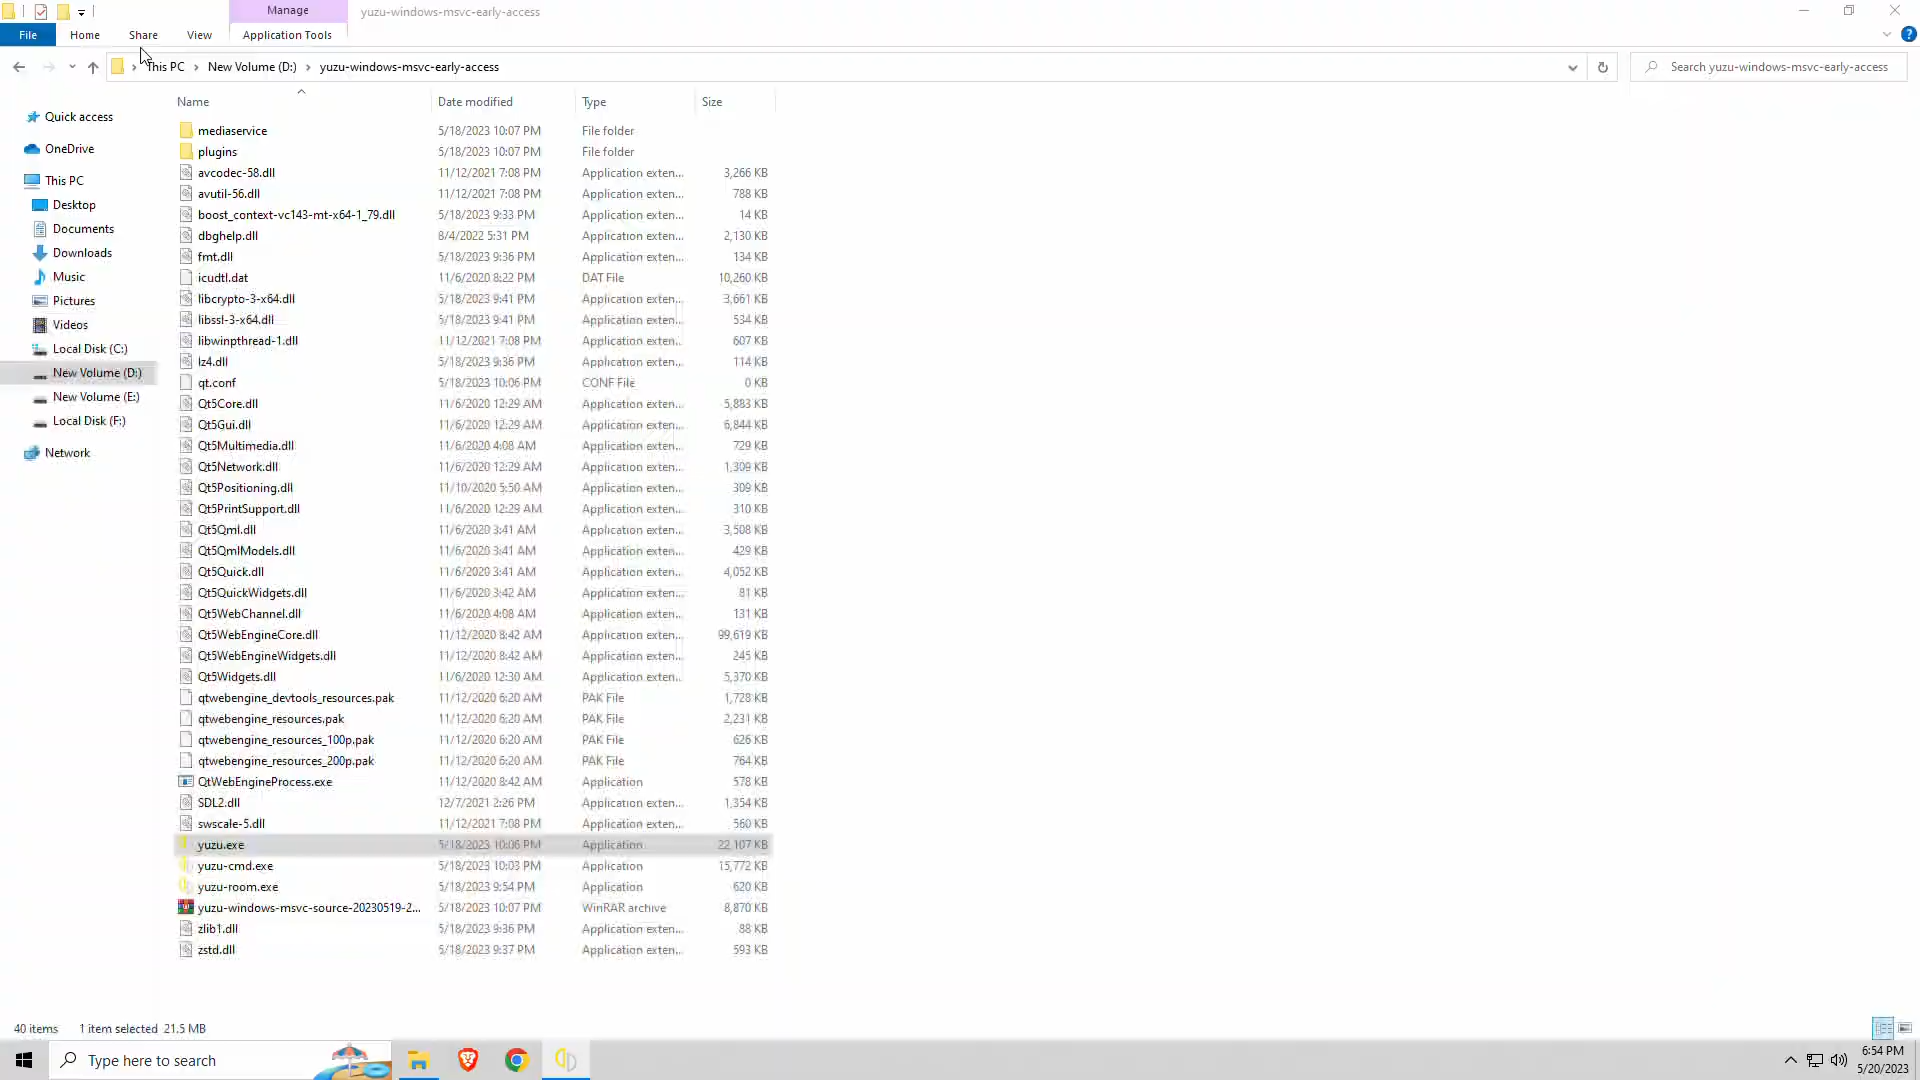 Manage
yuzu-windows-msvc-early-access
File
Home
Share
View
Application Tools
This PC
New Volume (D:)
yuzu-windows-msvc-early-access
Search yuzu-windows-msvc-early-access
Name Date modified Type Size
Quick access
OneDrive
This PC
Desktop
Documents
Downloads
Music
Pictures
Videos
Local Disk (C:)
New Volume (D:)
New Volume (E:)
Local Disk (F:)
Network
mediaservice 5/18/2023 10:07 PM File folder
plugins 5/18/2023 10:07 PM File folder
avcodec-58.dll 11/12/2021 7:08 PM Application exten... 3,266 KB
avutil-56.dll 11/12/2021 7:08 PM Application exten... 788 KB
boost_context-vc143-mt-x64-1_79.dll 5/18/2023 9:33 PM Application exten... 14 KB
dbghelp.dll 8/4/2022 5:31 PM Application exten... 2,130 KB
fmt.dll 5/18/2023 9:36 PM Application exten... 134 KB
icudtl.dat 11/6/2020 8:22 PM DAT File 10,260 KB
libcrypto-3-x64.dll 5/18/2023 9:41 PM Application exten... 3,661 KB
libssl-3-x64.dll 5/18/2023 9:41 PM Application exten... 534 KB
libwinpthread-1.dll 11/12/2021 7:08 PM Application exten... 607 KB
lz4.dll 5/18/2023 9:36 PM Application exten... 114 KB
qt.conf 5/18/2023 10:06 PM CONF File 0 KB
Qt5Core.dll 11/6/2020 12:29 AM Application exten... 5,883 KB
Qt5Gui.dll 11/6/2020 12:29 AM Application exten... 6,844 KB
Qt5Multimedia.dll 11/6/2020 4:08 AM Application exten... 729 KB
Qt5Network.dll 11/6/2020 12:29 AM Application exten... 1,309 KB
Qt5Positioning.dll 11/10/2020 5:50 AM Application exten... 309 KB
Qt5PrintSupport.dll 11/6/2020 12:29 AM Application exten... 310 KB
Qt5Qml.dll 11/6/2020 3:41 AM Application exten... 3,508 KB
Qt5QmlModels.dll 11/6/2020 3:41 AM Application exten... 429 KB
Qt5Quick.dll 11/6/2020 3:41 AM Application exten... 4,052 KB
Qt5QuickWidgets.dll 11/6/2020 3:42 AM Application exten... 81 KB
Qt5WebChannel.dll 11/6/2020 4:08 AM Application exten... 131 KB
Qt5WebEngineCore.dll 11/12/2020 8:42 AM Application exten... 99,619 KB
Qt5WebEngineWidgets.dll 11/12/2020 8:42 AM Application exten... 245 KB
Qt5Widgets.dll 11/6/2020 12:30 AM Application exten... 5,370 KB
qtwebengine_devtools_resources.pak 11/12/2020 6:20 AM PAK File 1,728 KB
qtwebengine_resources.pak 11/12/2020 6:20 AM PAK File 2,231 KB
qtwebengine_resources_100p.pak 11/12/2020 6:20 AM PAK File 626 KB
qtwebengine_resources_200p.pak 11/12/2020 6:20 AM PAK File 764 KB
QtWebEngineProcess.exe 11/12/2020 8:42 AM Application 578 KB
SDL2.dll 12/7/2021 2:26 PM Application exten... 1,354 KB
swscale-5.dll 11/12/2021 7:08 PM Application exten... 560 KB
yuzu.exe 5/18/2023 10:06 PM Application 22,107 KB
yuzu-cmd.exe 5/18/2023 10:03 PM Application 15,772 KB
yuzu-room.exe 5/18/2023 9:54 PM Application 620 KB
yuzu-windows-msvc-source-20230519-2... 5/18/2023 10:07 PM WinRAR archive 8,870 KB
zlib1.dll 5/18/2023 9:36 PM Application exten... 88 KB
zstd.dll 5/18/2023 9:37 PM Application exten... 593 KB
40 items 1 item selected 21.5 MB
Type here to search
6:54 PM
5/20/2023